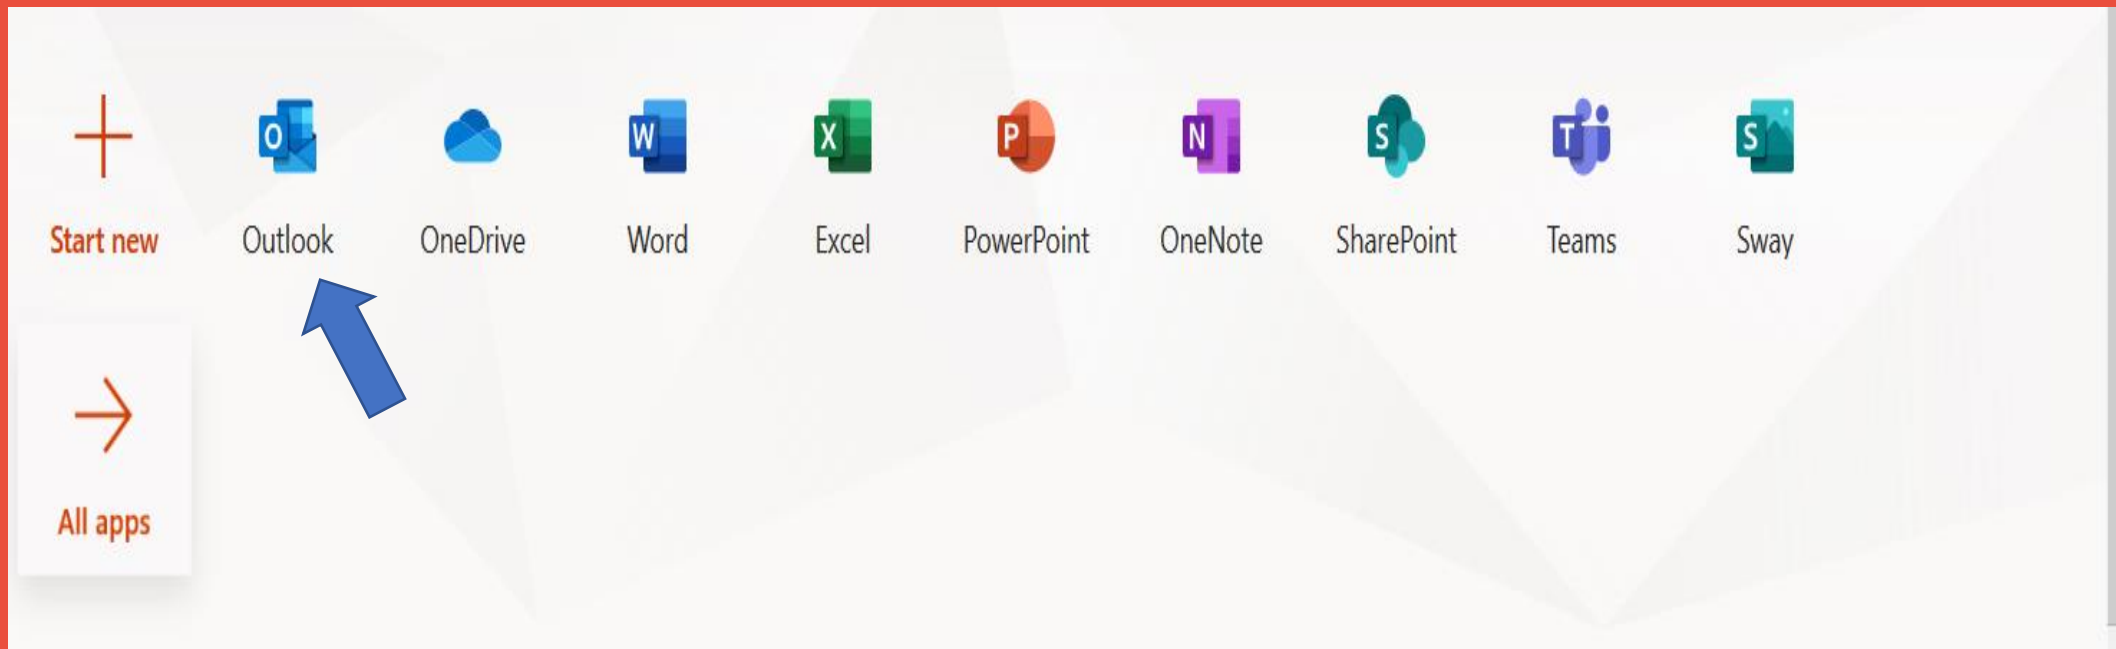 O
W
X
P
N
S
T
S
Start new
Outlook
OneDrive
Word
Excel
PowerPoint
OneNote
SharePoint
Teams
Sway
All apps